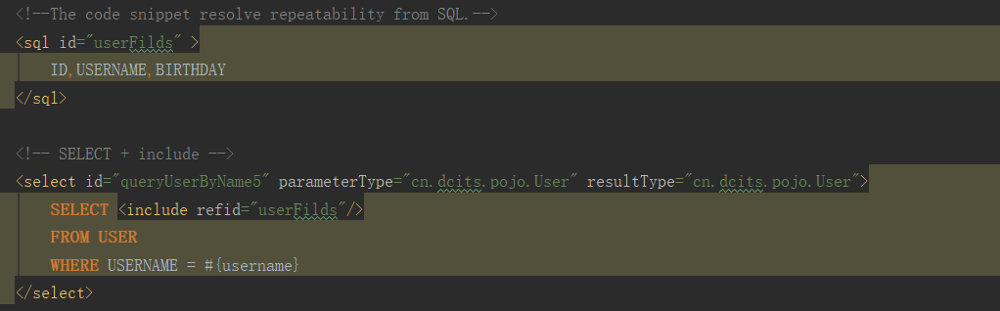 <!--The code snippet resolve repeatability from SQL.-->
<sql id="userFilds" >
ID,USERNAME,BIRTHDAY
</sql>
<!-- SELECT + include -->
<select id="queryUserByName5" parameterType="cn.dcits.pojo.User" resultType="cn.dcits.pojo.User">
SELECT <include refid="userFilds"/>
FROM USER
WHERE USERNAME = #{username}
</select>